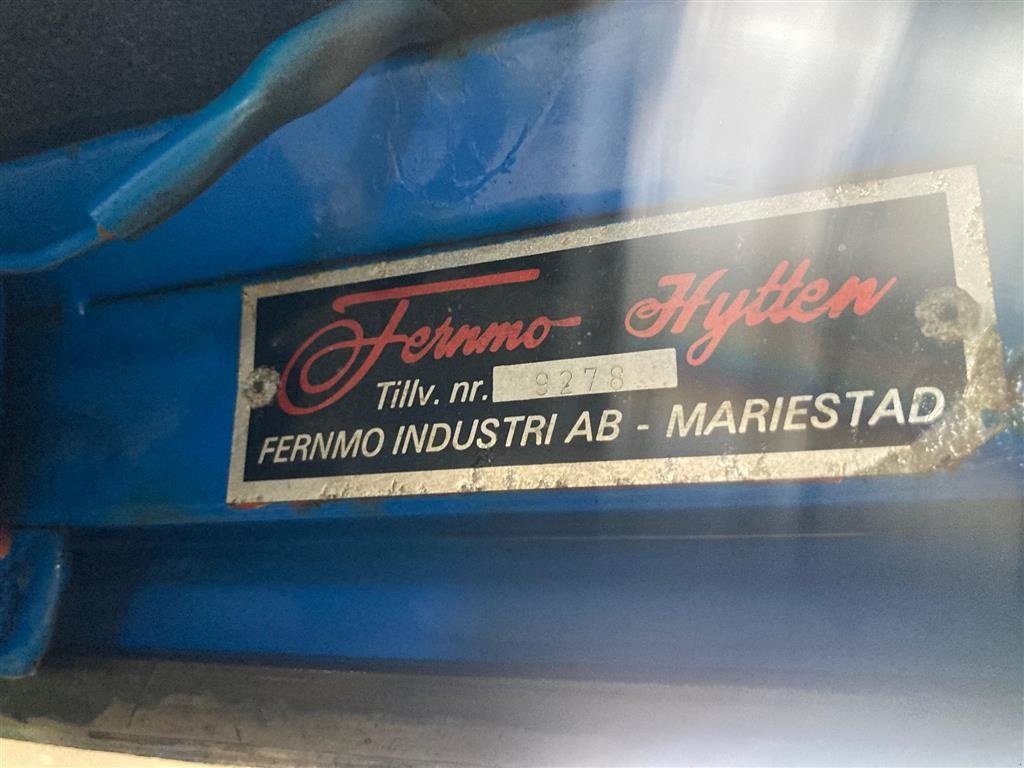 Fernmo Hytten
Tillv. nr. 9278
FERNMO INDUSTRI AB - MARIESTAD